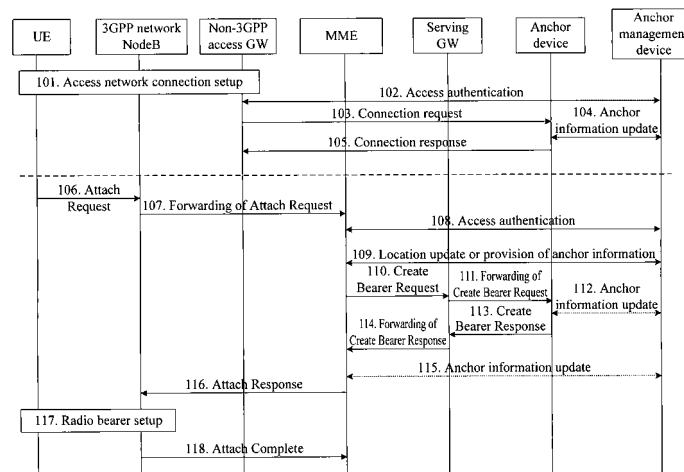 UE
3GPP network
NodeB
Non-3GPP
access GW
MME
Serving
GW
Anchor
device
Anchor
management
device
101. Access network connection setup
102. Access authentication
103. Connection request
104. Anchor
information update
105. Connection response
106. Attach
Request
107. Forwarding of Attach Request
108. Access authentication
109. Location update or provision of anchor information
110. Create
Bearer Request
111. Forwarding of
Create Bearer Request
112. Anchor
information update
113. Create
Bearer Response
114. Forwarding of
Create Bearer Response
115. Anchor information update
116. Attach Response
117. Radio bearer setup
118. Attach Complete